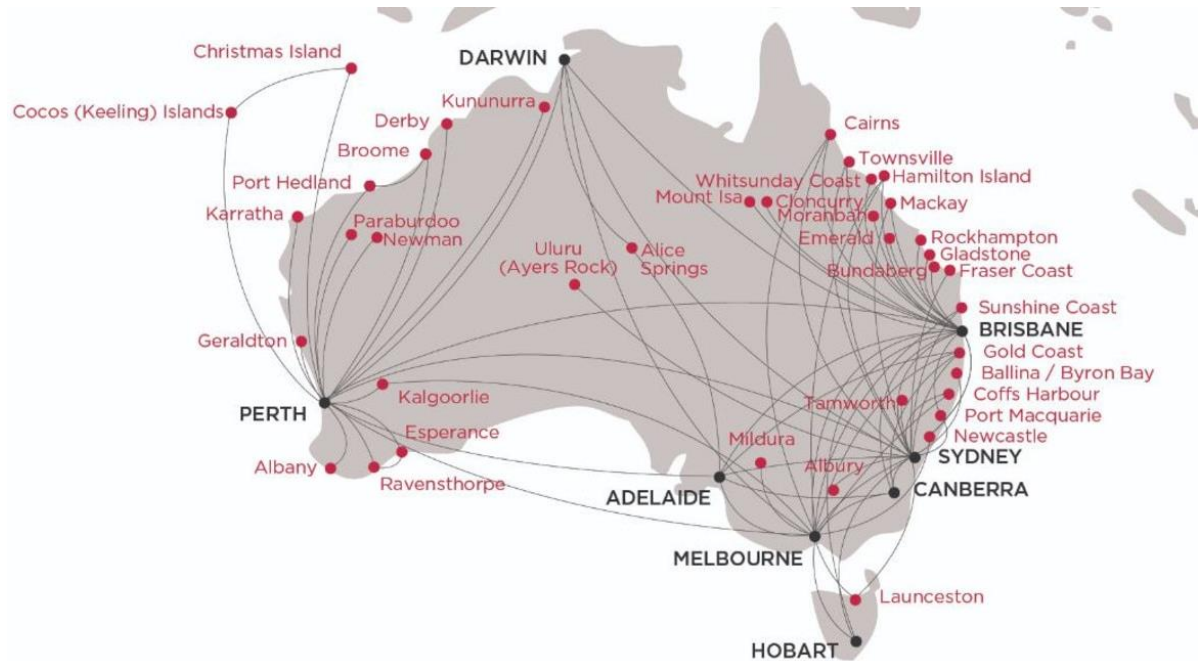 Christmas Island
DARWIN
Cocos (Keeling) Islands
Kununurra
Derby
Broome
Port Hedland
Karratha
Paraburdoo
Newman
Uluru
(Ayers Rock)
Alice
Springs
Cairns
Townsville
Whitsunday Coast
Hamilton Island
Mount Isa
Cloncurry
Mackay
Moranbah
Emerald
Rockhampton
Gladstone
Bundaberg
Fraser Coast
Sunshine Coast
BRISBANE
Geraldton
Gold Coast
Ballina / Byron Bay
Kalgoorlie
Coffs Harbour
Tamworth
PERTH
Port Macquarie
Esperance
Mildura
Newcastle
SYDNEY
Albany
Ravensthorpe
Albury
ADELAIDE
CANBERRA
MELBOURNE
Launceston
HOBART